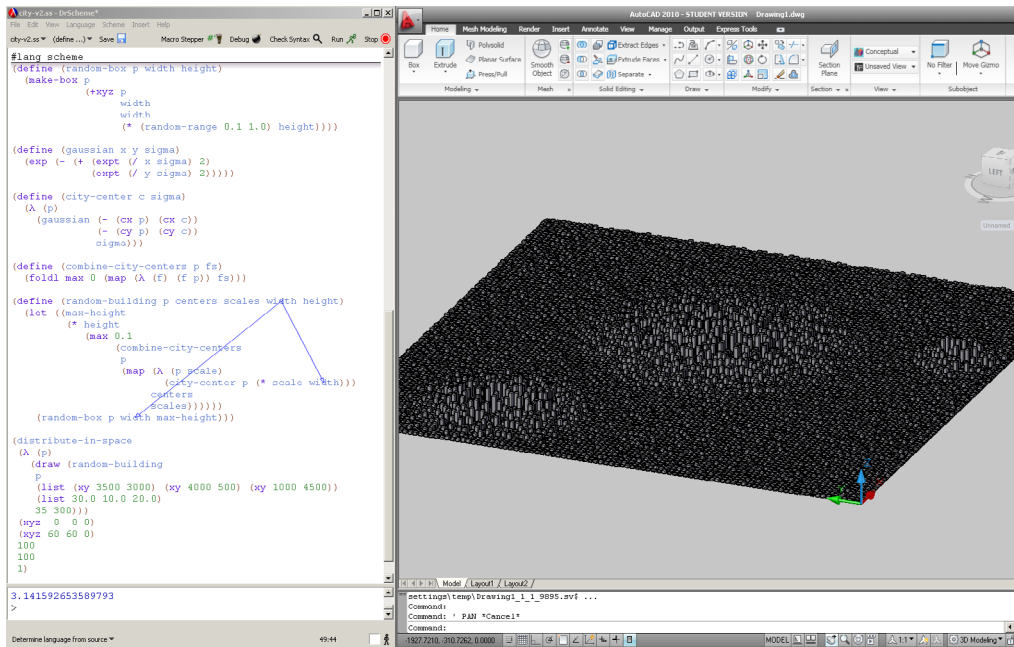 city-v2.ss - DrScheme*
File Edit View Language Scheme Insert Help
city-v2.ss (define ...) Save Macro Stepper Debug Check Syntax Run Stop
#lang scheme
(define (random-box p width height)
(make-box p
(+xyz p
width
width
(* (random-range 0.1 1.0) height))))
(define (gaussian x y sigma)
(exp (- (+ (expt (/ x sigma) 2)
(expt (/ y sigma) 2)))))
(define (city-center c sigma)
(λ (p)
(gaussian (- (cx p) (cx c))
(- (cy p) (cy c))
sigma)))
(define (combine-city-centers p fs)
(foldl max 0 (map (λ (f) (f p)) fs)))
(define (random-building p centers scales width height)
(let ((max-height
(* height
(max 0.1
(combine-city-centers
p
(map (λ (p scale)
(city-center p (* scale width)))
centers
scales))))))
(random-box p width max-height)))
(distribute-in-space
(λ (p)
(draw (random-building
p
(list (xy 3500 3000) (xy 4000 500) (xy 1000 4500))
(list 30.0 10.0 20.0)
35 300)))
(xyz 0 0 0)
(xyz 60 60 0)
100
100
1)
3.141592653589793
>
Determine language from source 49:44
AutoCAD 2010 - STUDENT VERSION Drawing1.dwg
Home Mesh Modeling Render Insert Annotate View Manage Output Express Tools
Box Extrude Polysolid Planar Surface Press/Pull
Smooth Object
Extrude Edges
Extrude Faces
Separate
Section Plane
Conceptual
Unsaved View
No Filter Move Gizmo
Modeling Mesh Solid Editing Draw Modify Section View Subobject
LEFT
Unnamed
Model Layout1 Layout2
settings\temp\Drawing1_1_1_9895.sv$ ...
Command:
Command: ' PAN *Cancel*
Command:
-1927.7210, -310.7262, 0.0000 MODEL 1:1 3D Modeling